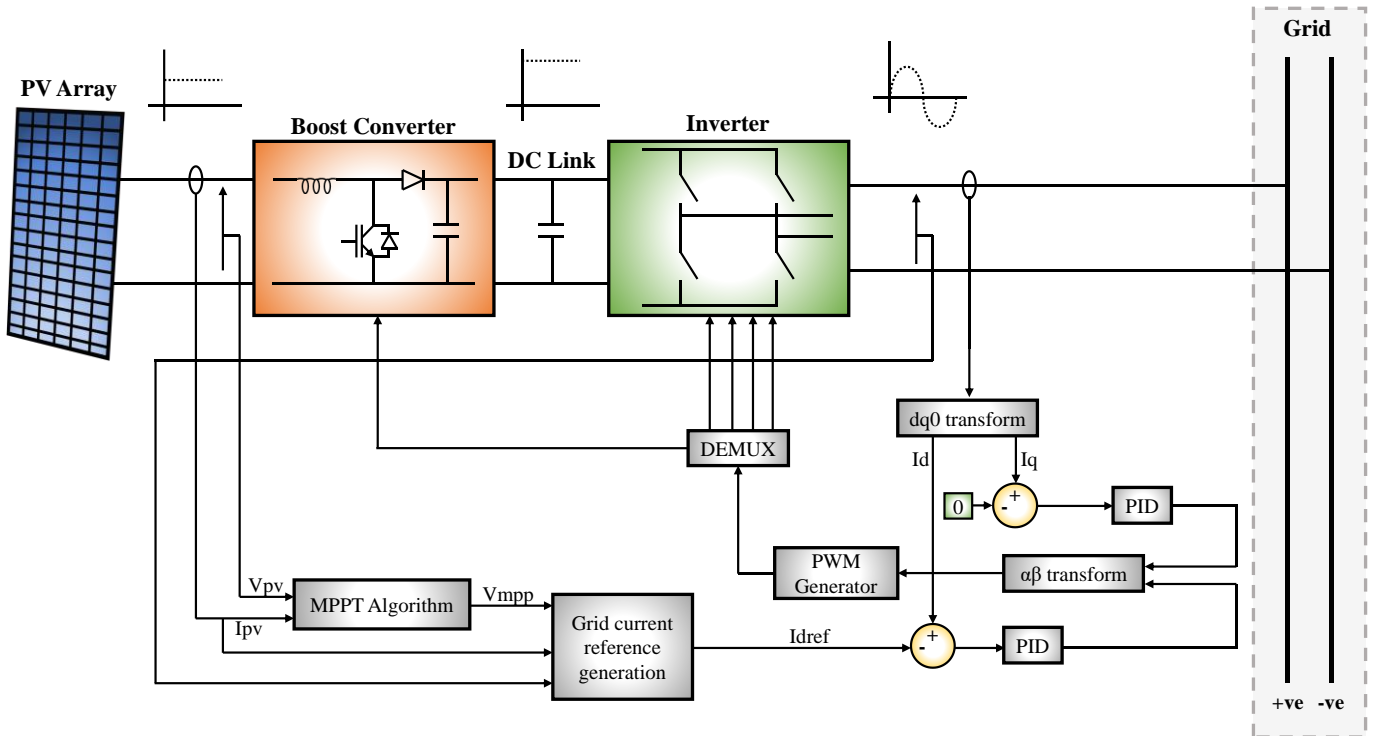 Grid
PV Array
Boost Converter
Inverter
DC Link
dq0 transform
DEMUX
Id
Iq
0
+
-
PID
PWM
Generator
αβ transform
Vpv
MPPT Algorithm
Vmpp
Ipv
Grid current
reference
generation
Idref
+
-
PID
+ve
-ve